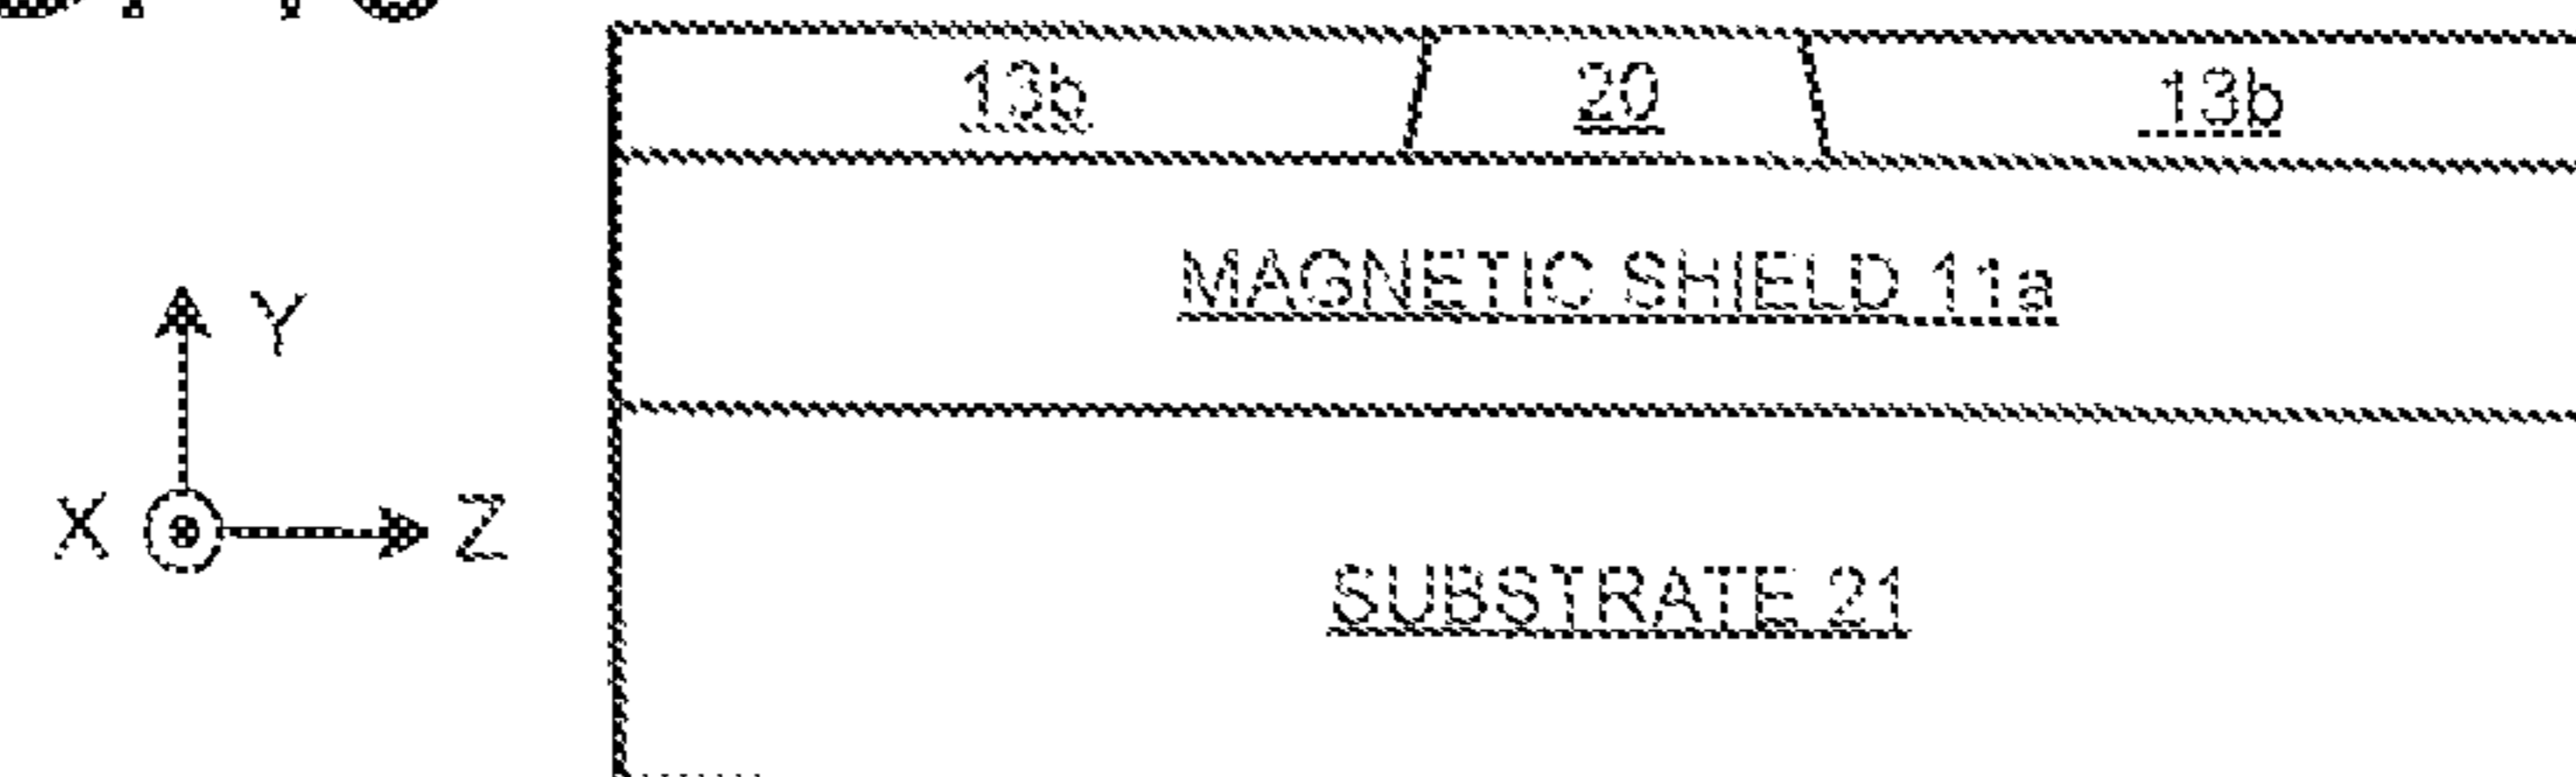 13b 20 13b
MAGNETIC SHIELD 11a
Y
X Z
SUBSTRATE 21